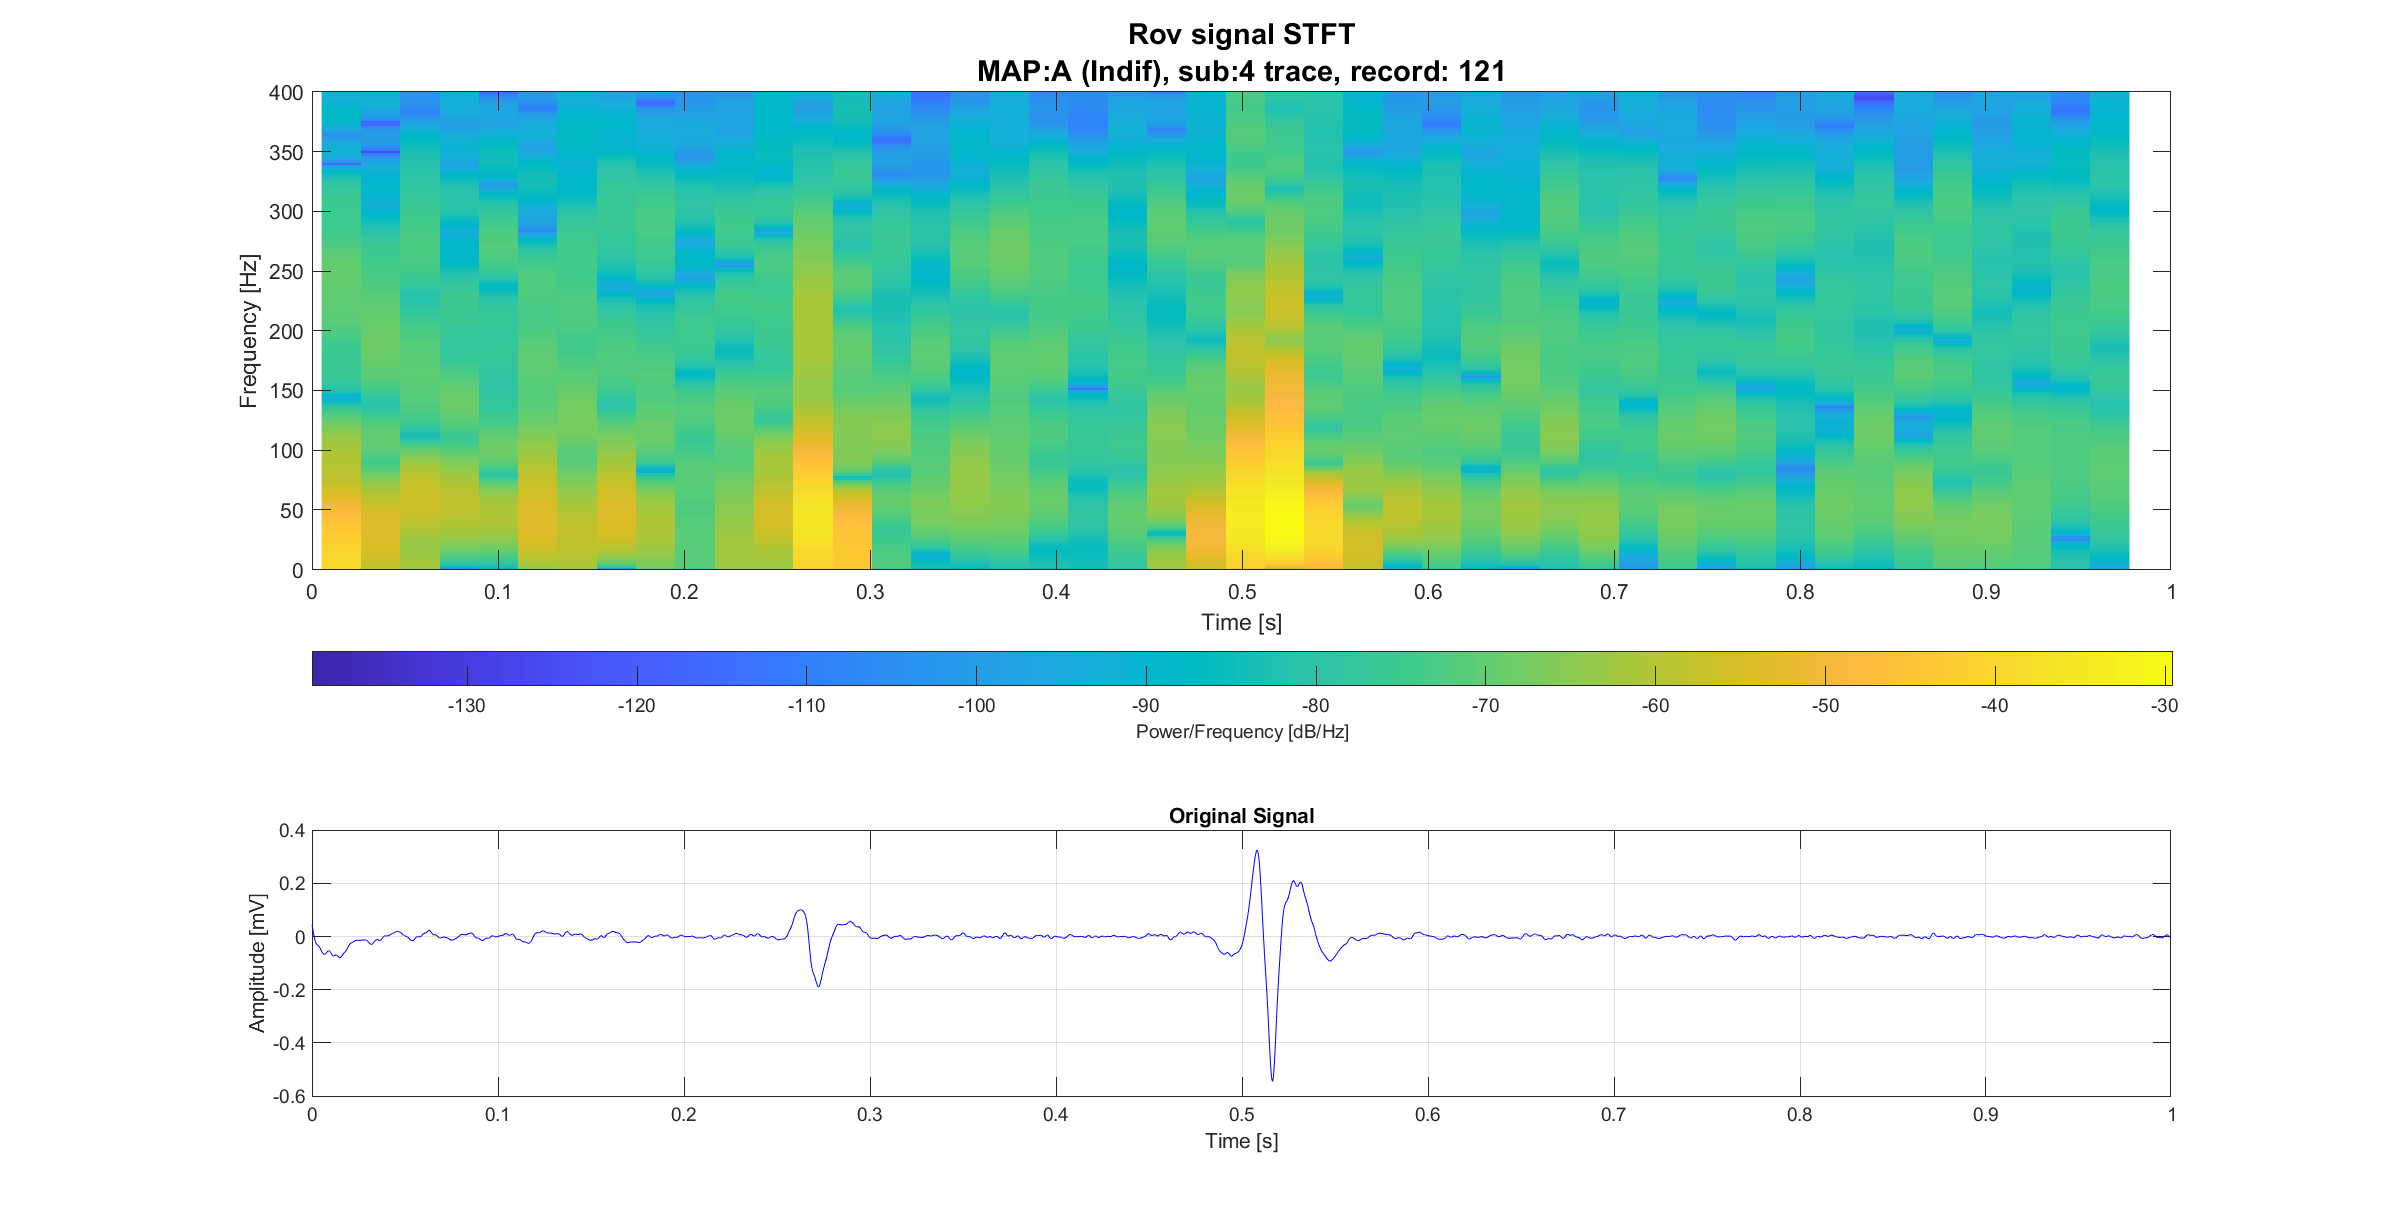 Rov signal STFT
MAP:A (Indif), sub:4 trace, record: 121
400
350
300
250
200
150
100
50
0
Frequency [Hz]
0 0.1 0.2 0.3 0.4 0.5 0.6 0.7 0.8 0.9 1
Time [s]
-130 -120 -110 -100 -90 -80 -70 -60 -50 -40 -30
Power/Frequency [dB/Hz]
Original Signal
0.4
0.2
0
-0.2
-0.4
-0.6
Amplitude [mV]
0 0.1 0.2 0.3 0.4 0.5 0.6 0.7 0.8 0.9 1
Time [s]